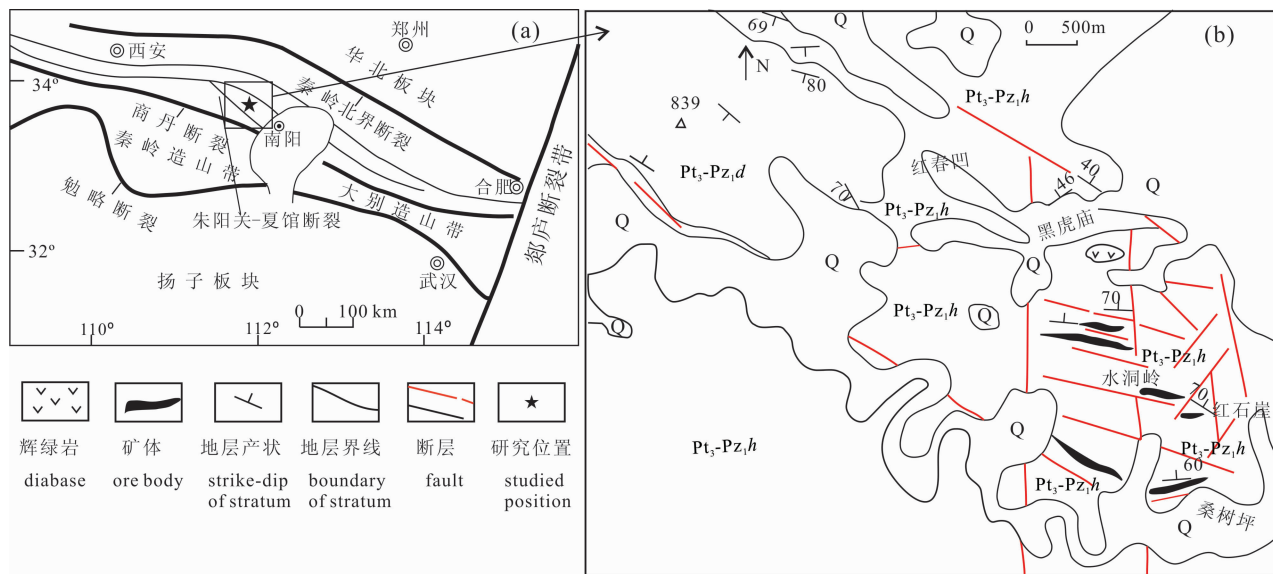 (a)
郑州
西安
华北板块
34°
秦岭北界断裂
商丹断裂
南阳
秦岭造山带
合肥
勉略断裂
大别造山带
朱阳关-夏馆断裂
郯庐断裂带
32°
武汉
扬子板块
0 100 km
110° 112° 114°
辉绿岩
diabase
矿体
ore body
地层产状
strike-dip
of stratum
地层界线
boundary
of stratum
断层
fault
研究位置
studied
position
(b)
69
Q
0 500m
N
80
Pt₃-Pz₁h
839
红春凹
40
Pt₃-Pz₁d
46
Q
70
Pt₃-Pz₁h
黑虎庙
Q
Q
Q
70
Pt₃-Pz₁h
Q
Q
Pt₃-Pz₁h
水洞岭
70
红石崖
Pt₃-Pz₁h
Q
Pt₃-Pz₁h
60
Pt₃-Pz₁h
桑树坪
Q